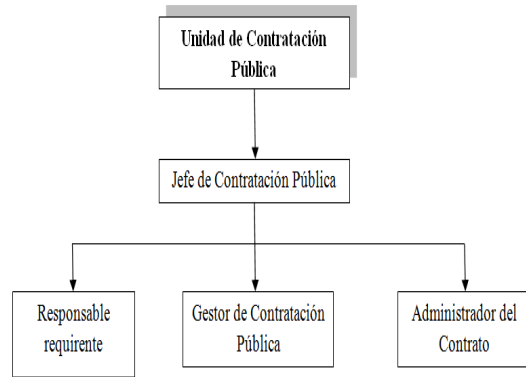 Unidad de Contratación
Pública
Jefe de Contratación Pública
Responsable
requirente
Gestor de Contratación
Pública
Administrador del
Contrato